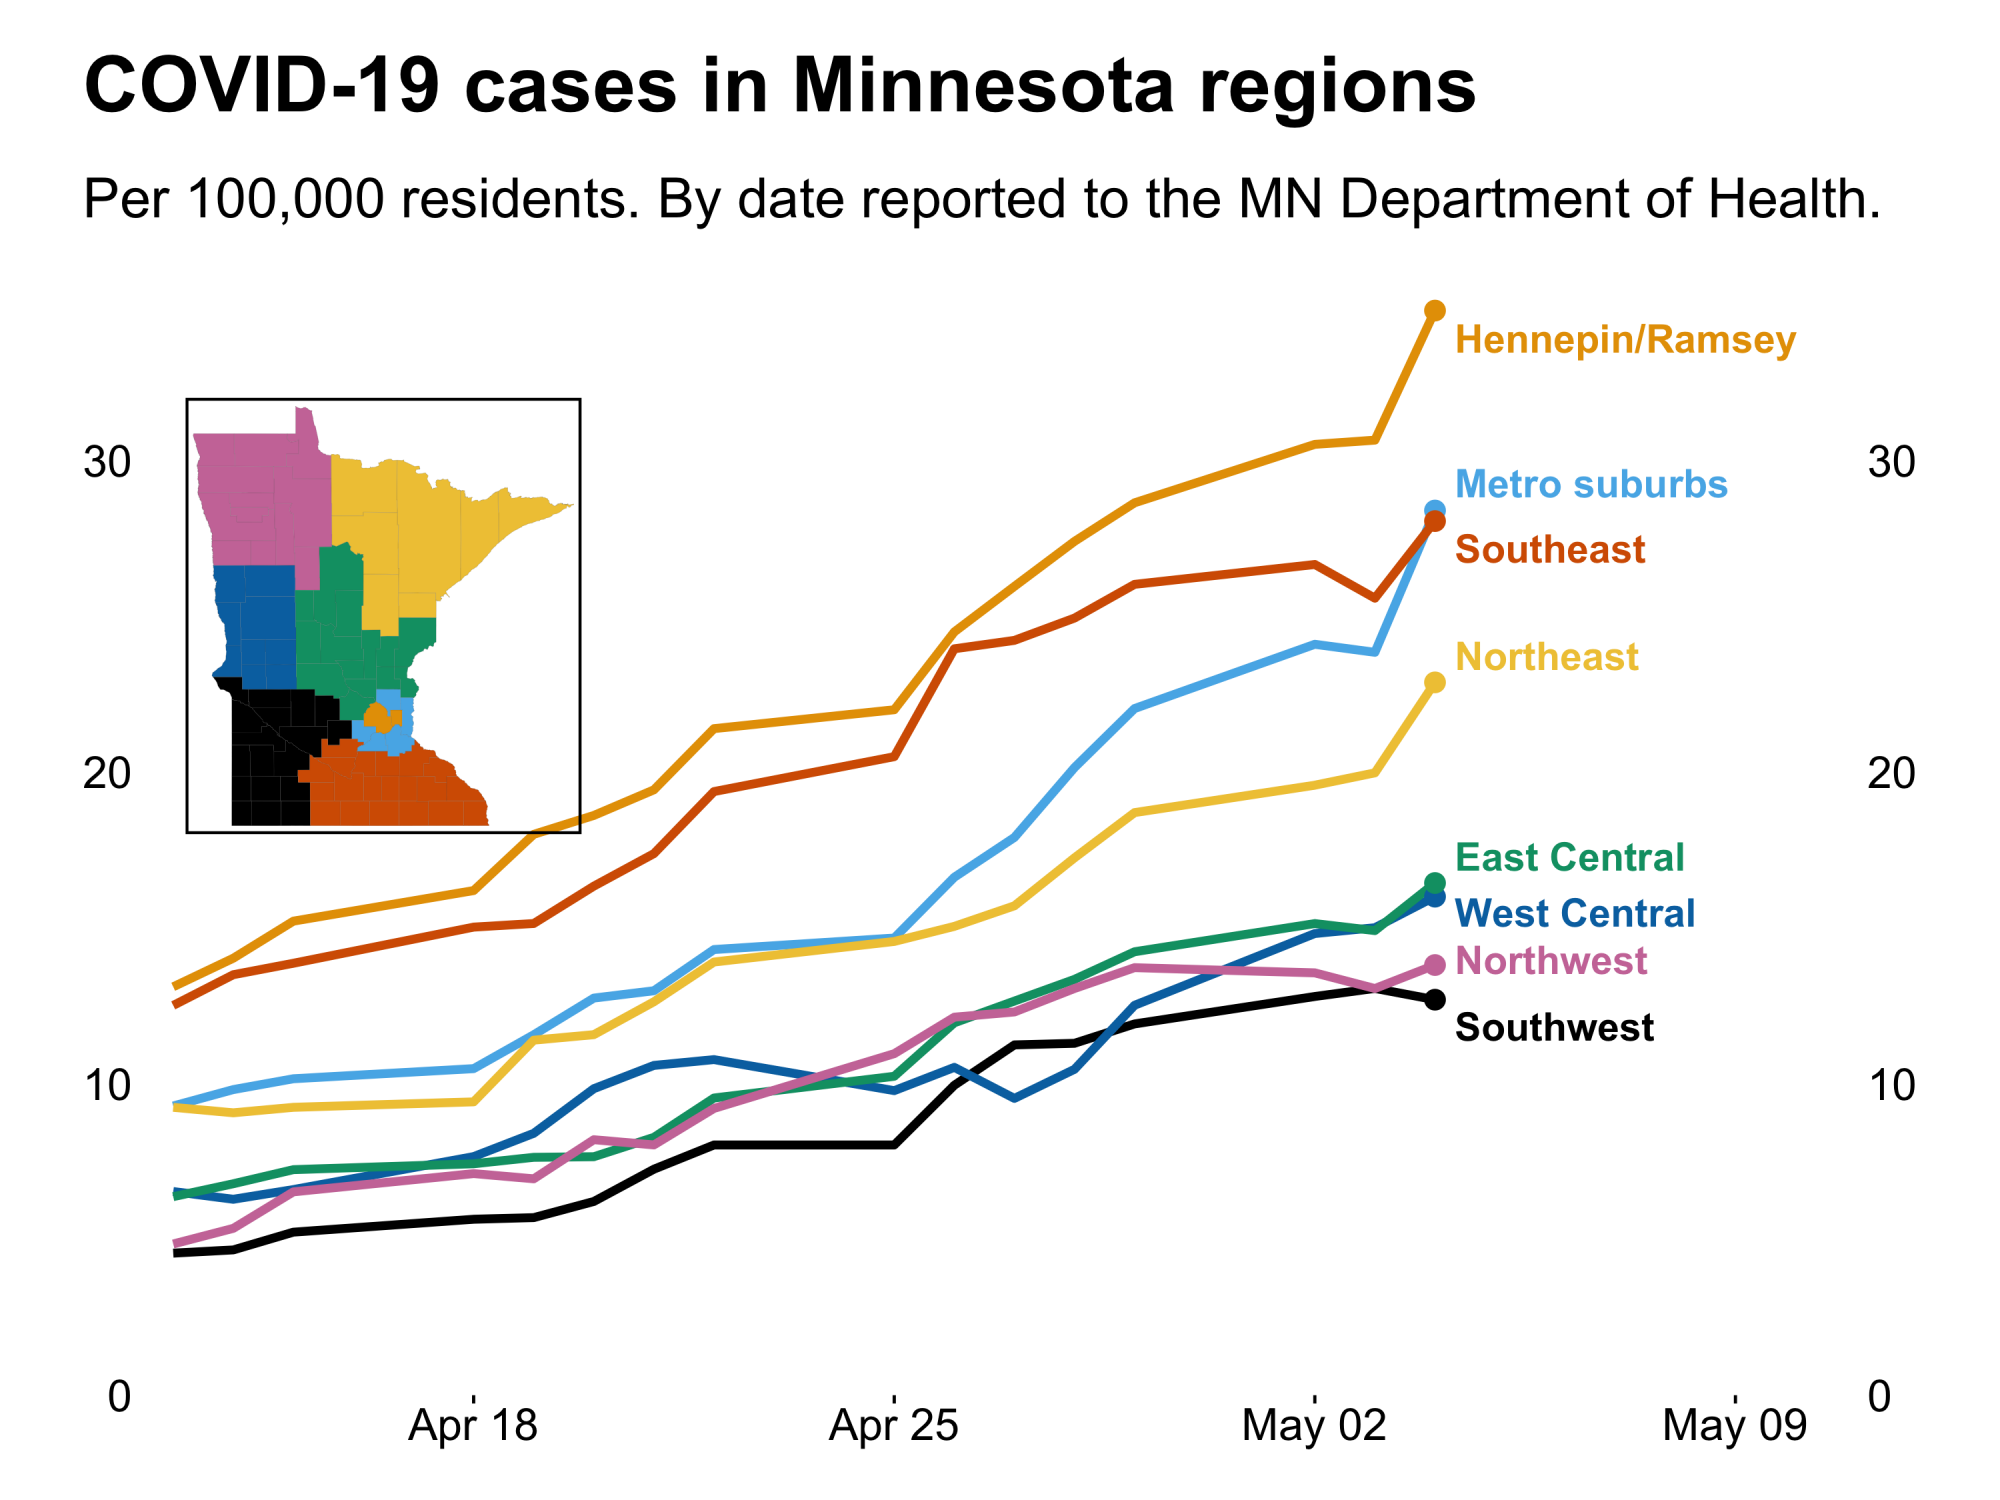 COVID-19 cases in Minnesota regions
Per 100,000 residents. By date reported to the MN Department of Health.
Hennepin/Ramsey
30
30
Metro suburbs
Southeast
Northeast
20
20
East Central
West Central
Northwest
Southwest
10
10
0
0
Apr 18
Apr 25
May 02
May 09